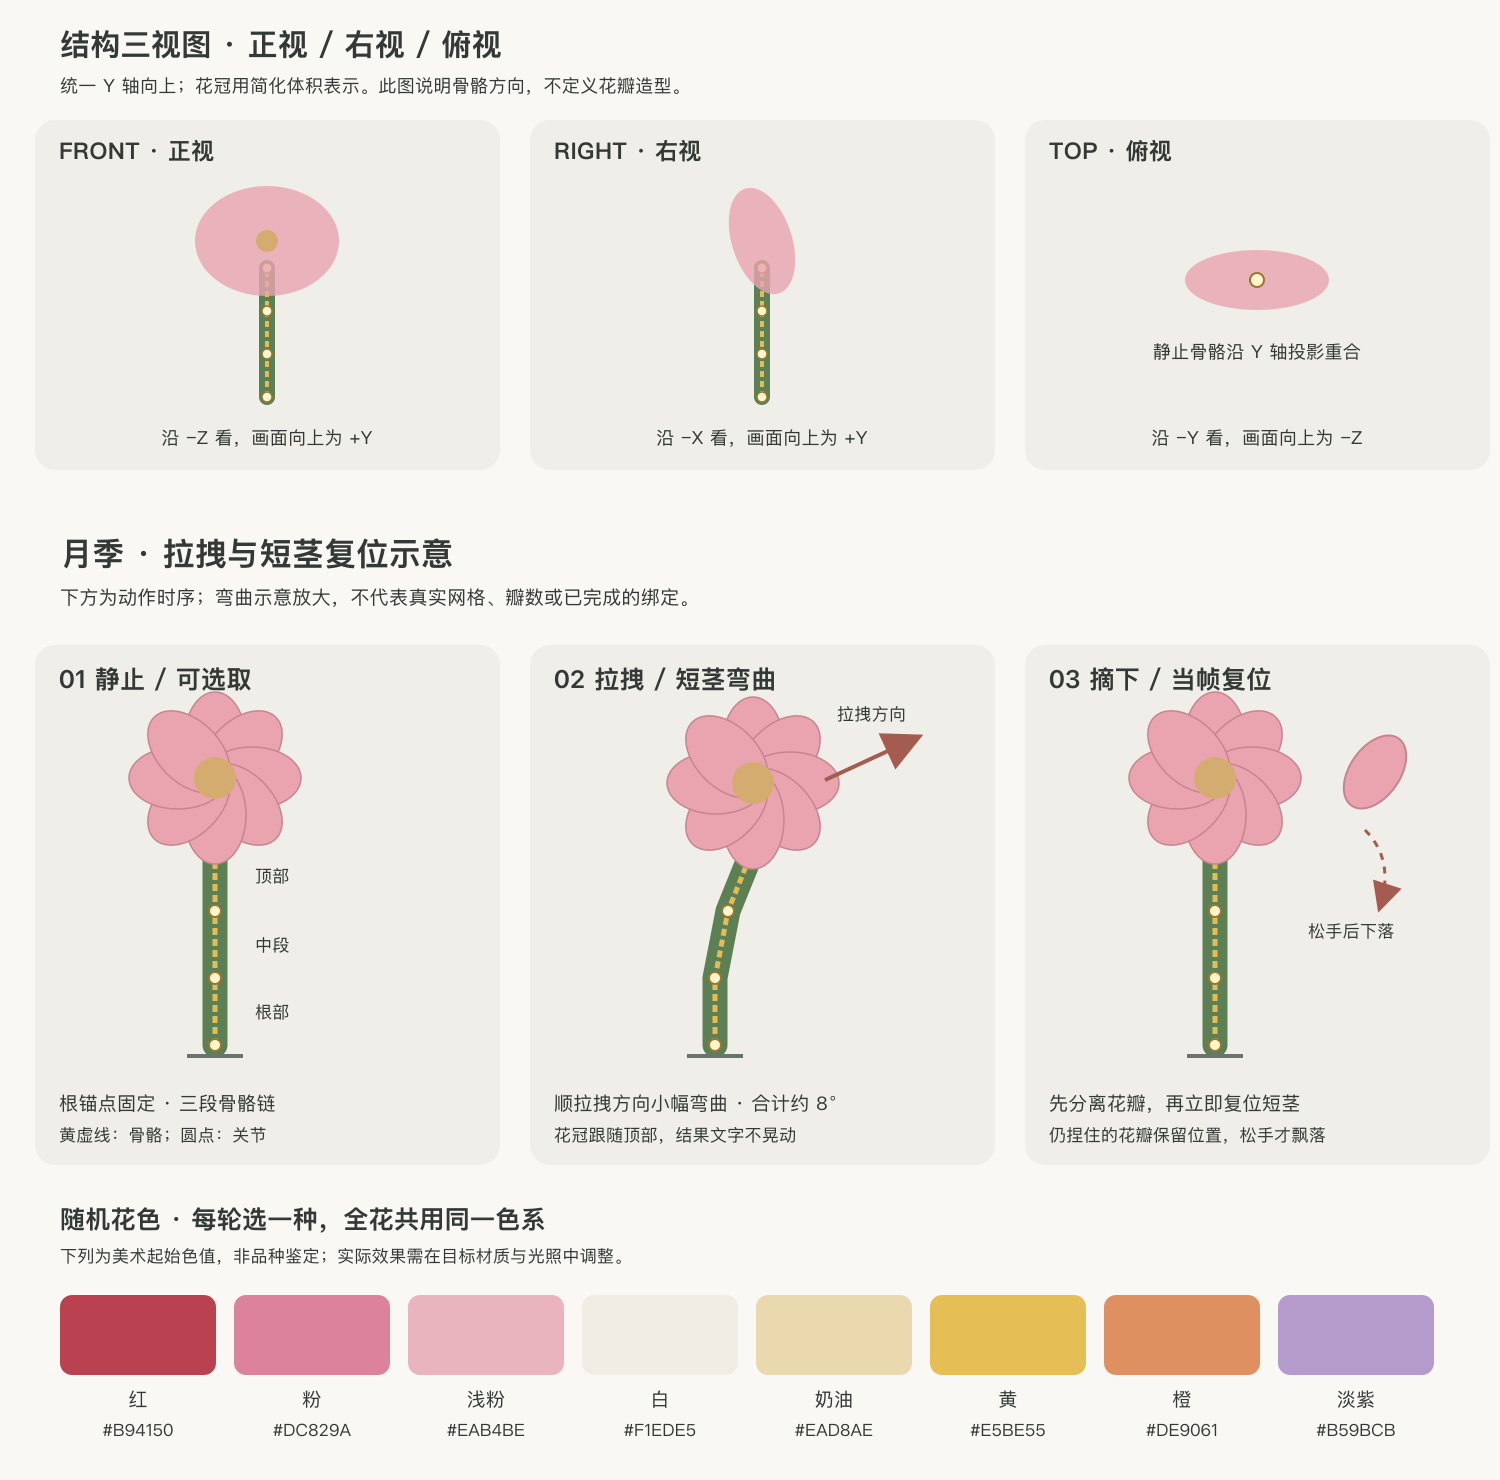 结构三视图 · 正视 / 右视 / 俯视
统一 Y 轴向上；花冠用简化体积表示。此图说明骨骼方向，不定义花瓣造型。
FRONT · 正视
沿 −Z 看，画面向上为 +Y
RIGHT · 右视
沿 −X 看，画面向上为 +Y
TOP · 俯视
静止骨骼沿 Y 轴投影重合
沿 −Y 看，画面向上为 −Z
月季 · 拉拽与短茎复位示意
下方为动作时序；弯曲示意放大，不代表真实网格、瓣数或已完成的绑定。
01 静止 / 可选取
顶部
中段
根部
根锚点固定 · 三段骨骼链
黄虚线：骨骼；圆点：关节
02 拉拽 / 短茎弯曲
拉拽方向
顺拉拽方向小幅弯曲 · 合计约 8°
花冠跟随顶部，结果文字不晃动
03 摘下 / 当帧复位
松手后下落
先分离花瓣，再立即复位短茎
仍捏住的花瓣保留位置，松手才飘落
随机花色 · 每轮选一种，全花共用同一色系
下列为美术起始色值，非品种鉴定；实际效果需在目标材质与光照中调整。
红
#B94150
粉
#DC829A
浅粉
#EAB4BE
白
#F1EDE5
奶油
#EAD8AE
黄
#E5BE55
橙
#DE9061
淡紫
#B59BCB